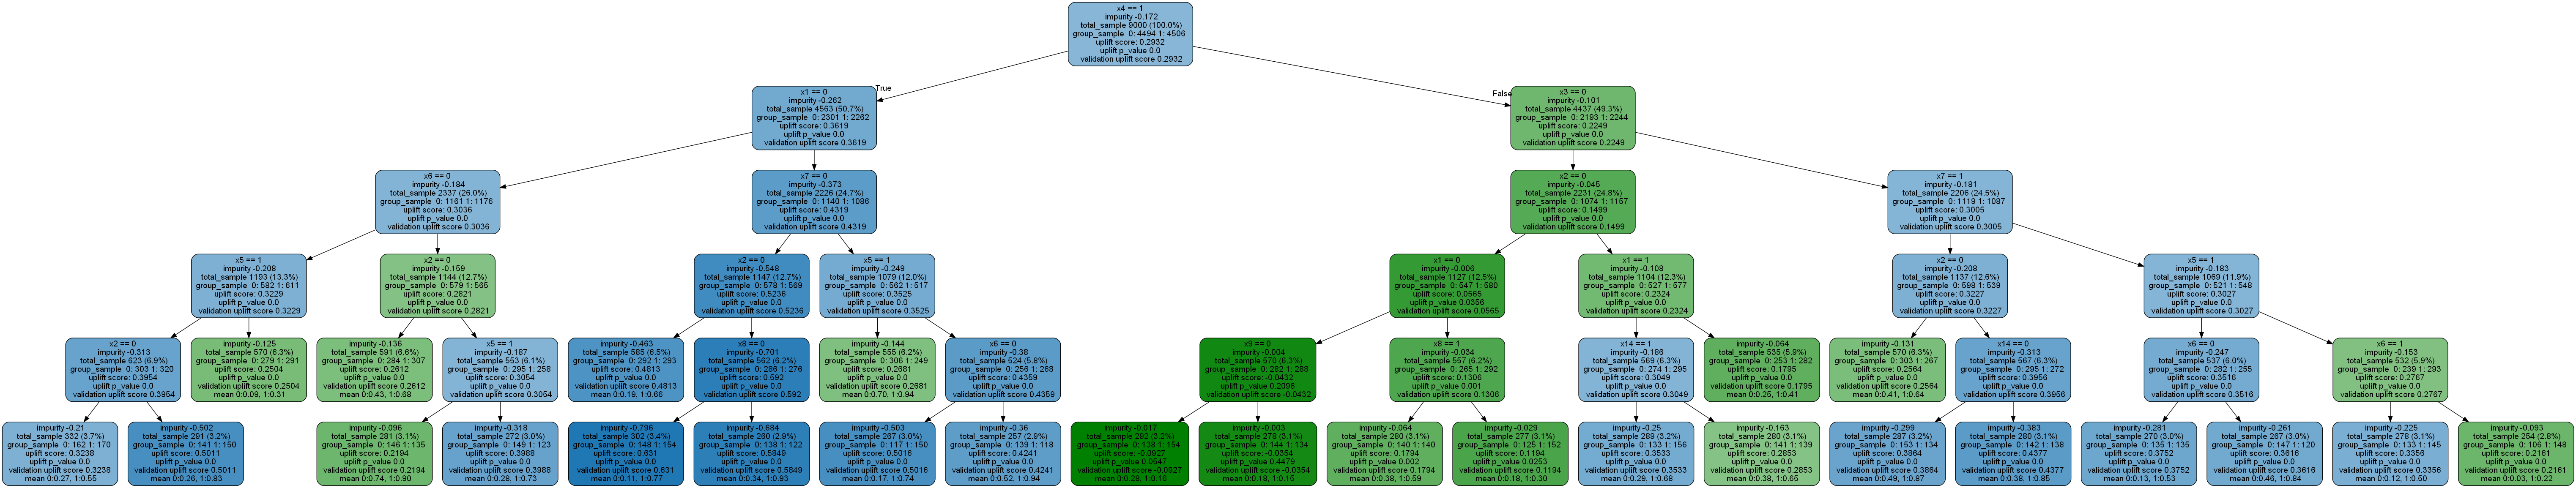 x4 == 1
impurity -0.172
total_sample 9000 (100.0%)
group_sample 0: 4494 1: 4506
uplift score: 0.2932
uplift p_value 0.0
validation uplift score 0.2932
True
False
x1 == 0
impurity -0.262
total_sample 4563 (50.7%)
group_sample 0: 2301 1: 2262
uplift score: 0.3619
uplift p_value 0.0
validation uplift score 0.3619
x3 == 0
impurity -0.101
total_sample 4437 (49.3%)
group_sample 0: 2193 1: 2244
uplift score: 0.2249
uplift p_value 0.0
validation uplift score 0.2249
x6 == 0
impurity -0.184
total_sample 2337 (26.0%)
group_sample 0: 1161 1: 1176
uplift score: 0.3036
uplift p_value 0.0
validation uplift score 0.3036
x7 == 0
impurity -0.373
total_sample 2226 (24.7%)
group_sample 0: 1140 1: 1086
uplift score: 0.4319
uplift p_value 0.0
validation uplift score 0.4319
x2 == 0
impurity -0.045
total_sample 2231 (24.8%)
group_sample 0: 1074 1: 1157
uplift score: 0.1499
uplift p_value 0.0
validation uplift score 0.1499
x7 == 1
impurity -0.181
total_sample 2206 (24.5%)
group_sample 0: 1119 1: 1087
uplift score: 0.3005
uplift p_value 0.0
validation uplift score 0.3005
x5 == 1
impurity -0.208
total_sample 1193 (13.3%)
group_sample 0: 582 1: 611
uplift score: 0.3229
uplift p_value 0.0
validation uplift score 0.3229
x2 == 0
impurity -0.159
total_sample 1144 (12.7%)
group_sample 0: 579 1: 565
uplift score: 0.2821
uplift p_value 0.0
validation uplift score 0.2821
x2 == 0
impurity -0.548
total_sample 1147 (12.7%)
group_sample 0: 578 1: 569
uplift score: 0.5236
uplift p_value 0.0
validation uplift score 0.5236
x5 == 1
impurity -0.249
total_sample 1079 (12.0%)
group_sample 0: 562 1: 517
uplift score: 0.3525
uplift p_value 0.0
validation uplift score 0.3525
x1 == 0
impurity -0.006
total_sample 1127 (12.5%)
group_sample 0: 547 1: 580
uplift score: 0.0565
uplift p_value 0.0356
validation uplift score 0.0565
x1 == 1
impurity -0.108
total_sample 1104 (12.3%)
group_sample 0: 527 1: 577
uplift score: 0.2324
uplift p_value 0.0
validation uplift score 0.2324
x2 == 0
impurity -0.208
total_sample 1137 (12.6%)
group_sample 0: 598 1: 539
uplift score: 0.3227
uplift p_value 0.0
validation uplift score 0.3227
x5 == 1
impurity -0.183
total_sample 1069 (11.9%)
group_sample 0: 521 1: 548
uplift score: 0.3027
uplift p_value 0.0
validation uplift score 0.3027
x2 == 0
impurity -0.313
total_sample 623 (6.9%)
group_sample 0: 303 1: 320
uplift score: 0.3954
uplift p_value 0.0
validation uplift score 0.3954
impurity -0.125
total_sample 570 (6.3%)
group_sample 0: 279 1: 291
uplift score: 0.2504
uplift p_value 0.0
validation uplift score 0.2504
mean 0:0.09, 1:0.31
impurity -0.136
total_sample 591 (6.6%)
group_sample 0: 284 1: 307
uplift score: 0.2612
uplift p_value 0.0
validation uplift score 0.2612
mean 0:0.43, 1:0.68
x5 == 1
impurity -0.187
total_sample 553 (6.1%)
group_sample 0: 295 1: 258
uplift score: 0.3054
uplift p_value 0.0
validation uplift score 0.3054
impurity -0.463
total_sample 585 (6.5%)
group_sample 0: 292 1: 293
uplift score: 0.4813
uplift p_value 0.0
validation uplift score 0.4813
mean 0:0.19, 1:0.66
x8 == 0
impurity -0.701
total_sample 562 (6.2%)
group_sample 0: 286 1: 276
uplift score: 0.592
uplift p_value 0.0
validation uplift score 0.592
impurity -0.144
total_sample 555 (6.2%)
group_sample 0: 306 1: 249
uplift score: 0.2681
uplift p_value 0.0
validation uplift score 0.2681
mean 0:0.70, 1:0.94
x6 == 0
impurity -0.38
total_sample 524 (5.8%)
group_sample 0: 256 1: 268
uplift score: 0.4359
uplift p_value 0.0
validation uplift score 0.4359
x9 == 0
impurity -0.004
total_sample 570 (6.3%)
group_sample 0: 282 1: 288
uplift score: -0.0432
uplift p_value 0.2096
validation uplift score -0.0432
x8 == 1
impurity -0.034
total_sample 557 (6.2%)
group_sample 0: 265 1: 292
uplift score: 0.1306
uplift p_value 0.001
validation uplift score 0.1306
x14 == 1
impurity -0.186
total_sample 569 (6.3%)
group_sample 0: 274 1: 295
uplift score: 0.3049
uplift p_value 0.0
validation uplift score 0.3049
impurity -0.064
total_sample 535 (5.9%)
group_sample 0: 253 1: 282
uplift score: 0.1795
uplift p_value 0.0
validation uplift score 0.1795
mean 0:0.25, 1:0.41
impurity -0.131
total_sample 570 (6.3%)
group_sample 0: 303 1: 267
uplift score: 0.2564
uplift p_value 0.0
validation uplift score 0.2564
mean 0:0.41, 1:0.64
x14 == 0
impurity -0.313
total_sample 567 (6.3%)
group_sample 0: 295 1: 272
uplift score: 0.3956
uplift p_value 0.0
validation uplift score 0.3956
x6 == 0
impurity -0.247
total_sample 537 (6.0%)
group_sample 0: 282 1: 255
uplift score: 0.3516
uplift p_value 0.0
validation uplift score 0.3516
x6 == 1
impurity -0.153
total_sample 532 (5.9%)
group_sample 0: 239 1: 293
uplift score: 0.2767
uplift p_value 0.0
validation uplift score 0.2767
impurity -0.21
total_sample 332 (3.7%)
group_sample 0: 162 1: 170
uplift score: 0.3238
uplift p_value 0.0
validation uplift score 0.3238
mean 0:0.27, 1:0.55
impurity -0.502
total_sample 291 (3.2%)
group_sample 0: 141 1: 150
uplift score: 0.5011
uplift p_value 0.0
validation uplift score 0.5011
mean 0:0.26, 1:0.83
impurity -0.096
total_sample 281 (3.1%)
group_sample 0: 146 1: 135
uplift score: 0.2194
uplift p_value 0.0
validation uplift score 0.2194
mean 0:0.74, 1:0.90
impurity -0.318
total_sample 272 (3.0%)
group_sample 0: 149 1: 123
uplift score: 0.3988
uplift p_value 0.0
validation uplift score 0.3988
mean 0:0.28, 1:0.73
impurity -0.796
total_sample 302 (3.4%)
group_sample 0: 148 1: 154
uplift score: 0.631
uplift p_value 0.0
validation uplift score 0.631
mean 0:0.11, 1:0.77
impurity -0.684
total_sample 260 (2.9%)
group_sample 0: 138 1: 122
uplift score: 0.5849
uplift p_value 0.0
validation uplift score 0.5849
mean 0:0.34, 1:0.93
impurity -0.503
total_sample 267 (3.0%)
group_sample 0: 117 1: 150
uplift score: 0.5016
uplift p_value 0.0
validation uplift score 0.5016
mean 0:0.17, 1:0.74
impurity -0.36
total_sample 257 (2.9%)
group_sample 0: 139 1: 118
uplift score: 0.4241
uplift p_value 0.0
validation uplift score 0.4241
mean 0:0.52, 1:0.94
impurity -0.017
total_sample 292 (3.2%)
group_sample 0: 138 1: 154
uplift score: -0.0927
uplift p_value 0.0547
validation uplift score -0.0927
mean 0:0.28, 1:0.16
impurity -0.003
total_sample 278 (3.1%)
group_sample 0: 144 1: 134
uplift score: -0.0354
uplift p_value 0.4479
validation uplift score -0.0354
mean 0:0.18, 1:0.15
impurity -0.064
total_sample 280 (3.1%)
group_sample 0: 140 1: 140
uplift score: 0.1794
uplift p_value 0.002
validation uplift score 0.1794
mean 0:0.38, 1:0.59
impurity -0.029
total_sample 277 (3.1%)
group_sample 0: 125 1: 152
uplift score: 0.1194
uplift p_value 0.0253
validation uplift score 0.1194
mean 0:0.18, 1:0.30
impurity -0.25
total_sample 289 (3.2%)
group_sample 0: 133 1: 156
uplift score: 0.3533
uplift p_value 0.0
validation uplift score 0.3533
mean 0:0.29, 1:0.68
impurity -0.163
total_sample 280 (3.1%)
group_sample 0: 141 1: 139
uplift score: 0.2853
uplift p_value 0.0
validation uplift score 0.2853
mean 0:0.38, 1:0.65
impurity -0.299
total_sample 287 (3.2%)
group_sample 0: 153 1: 134
uplift score: 0.3864
uplift p_value 0.0
validation uplift score 0.3864
mean 0:0.49, 1:0.87
impurity -0.383
total_sample 280 (3.1%)
group_sample 0: 142 1: 138
uplift score: 0.4377
uplift p_value 0.0
validation uplift score 0.4377
mean 0:0.38, 1:0.85
impurity -0.281
total_sample 270 (3.0%)
group_sample 0: 135 1: 135
uplift score: 0.3752
uplift p_value 0.0
validation uplift score 0.3752
mean 0:0.13, 1:0.53
impurity -0.261
total_sample 267 (3.0%)
group_sample 0: 147 1: 120
uplift score: 0.3616
uplift p_value 0.0
validation uplift score 0.3616
mean 0:0.46, 1:0.84
impurity -0.225
total_sample 278 (3.1%)
group_sample 0: 133 1: 145
uplift score: 0.3356
uplift p_value 0.0
validation uplift score 0.3356
mean 0:0.12, 1:0.50
impurity -0.093
total_sample 254 (2.8%)
group_sample 0: 106 1: 148
uplift score: 0.2161
uplift p_value 0.0
validation uplift score 0.2161
mean 0:0.03, 1:0.22